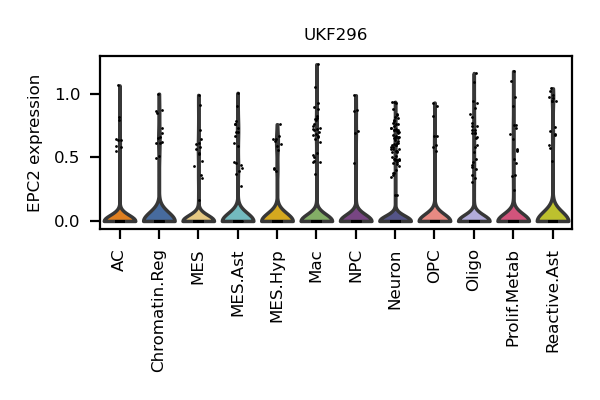 UKF296
EPC2 expression
1.0
0.5
0.0
AC
Chromatin.Reg
MES
MES.Ast
MES.Hyp
Mac
NPC
Neuron
OPC
Oligo
Prolif.Metab
Reactive.Ast